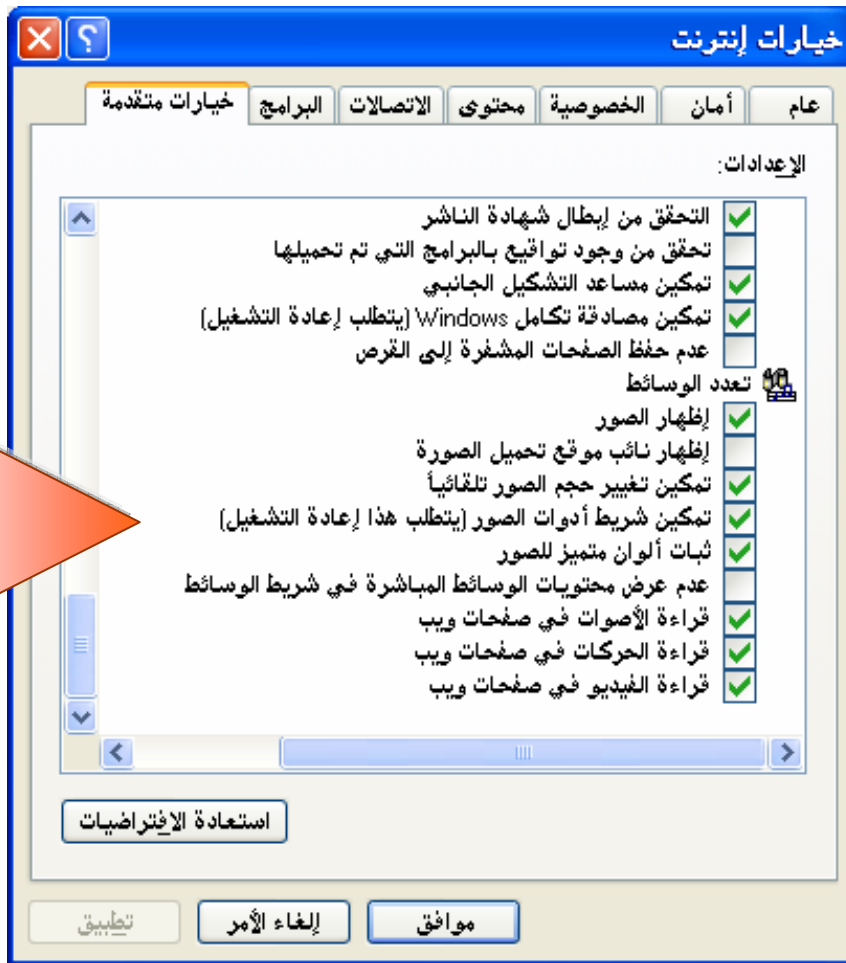 خيارات إنترنت
عام
أمان
الخصوصية
محتوى
الاتصالات
البرامج
خيارات متقدمة
الإعدادات:
التحقق من إبطال شهادة الناشر
تحقق من وجود تواقيع بالبرامج التي تم تحميلها
تمكين مساعد التشكيل الجانبي
تمكين مصادقة تكامل Windows (يتطلب إعادة التشغيل)
عدم حفظ الصفحات المشفرة إلى القرص
تعدد الوسائط
إظهار الصور
إظهار نائب موقع تحميل الصورة
تمكين تغيير حجم الصور تلقائياً
تمكين شريط أدوات الصور (يتطلب هذا إعادة التشغيل)
ثبات ألوان متميز للصور
عدم عرض محتويات الوسائط المباشرة في شريط الوسائط
قراءة الأصوات في صفحات ويب
قراءة الحركات في صفحات ويب
قراءة الفيديو في صفحات ويب
استعادة الافتراضيات
موافق
إلغاء الأمر
تطبيق